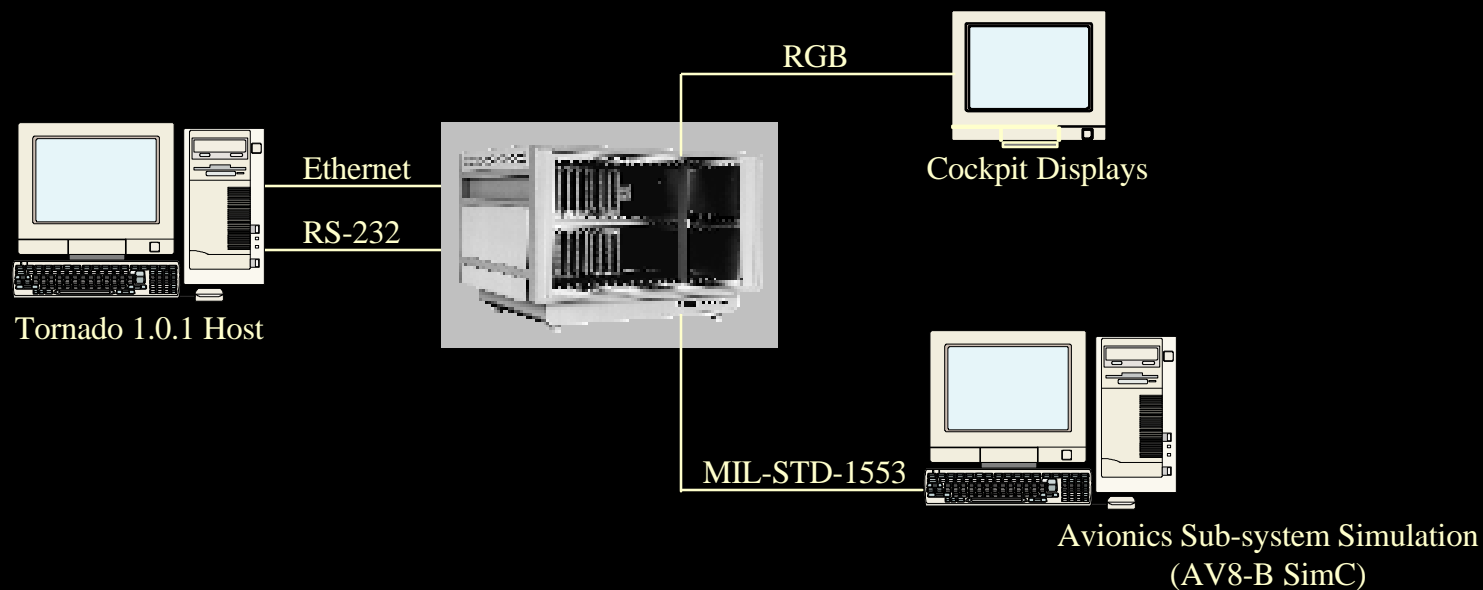 RGB
Cockpit Displays
Ethernet
RS-232
Tornado 1.0.1 Host
MIL-STD-1553
Avionics Sub-system Simulation
(AV8-B SimC)